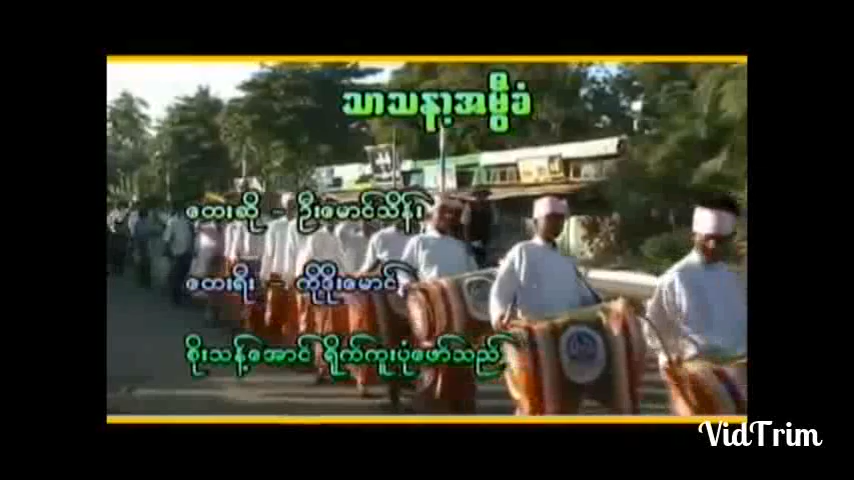 သာသနာ့အမွီခံ
တေးဆို - ဦးမောင်သိန်း
တေးရီး - ကိုဒိုးမောင်
စိုးသန့်အောင် ရိုက်ကူးပုံဖော်သည်
VidTrim